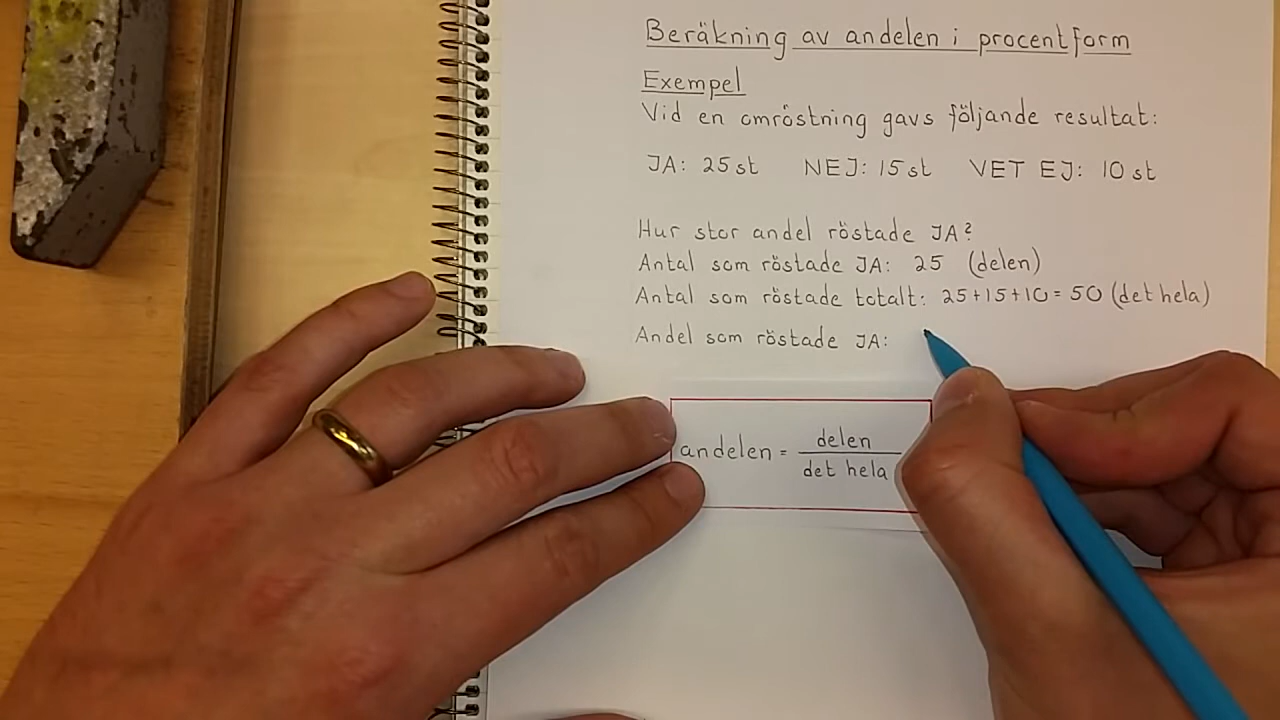 Beräkning av andelen i procentform
Exempel
Vid en omröstning gavs följande resultat:
JA: 25 st NEJ: 15 st VET EJ: 10 st
Hur stor andel röstade JA?
Antal som röstade JA: 25 (delen)
Antal som röstade totalt: 25+15+10 = 50 (det hela)
Andel som röstade JA:
andelen = delen
det hela